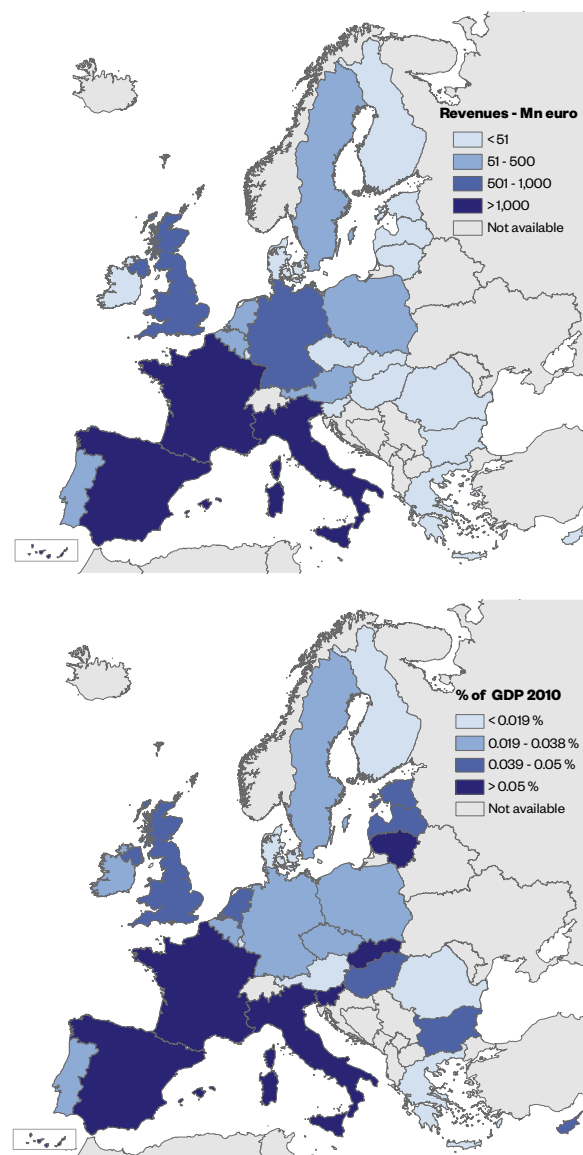 Revenues - Mn euro
< 51
51 - 500
501 - 1,000
>1,000
Not available
% of GDP 2010
< 0.019 %
0.019 - 0.038 %
0.039 - 0.05 %
> 0.05 %
Not available